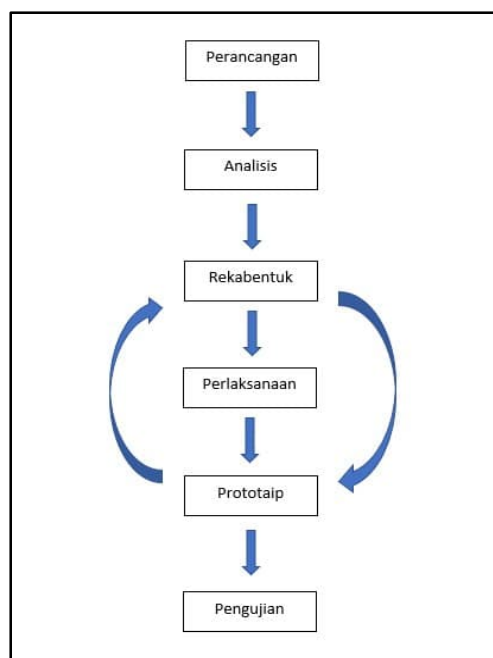 Perancangan
Analisis
Rekabentuk
Perlaksanaan
Prototaip
Pengujian